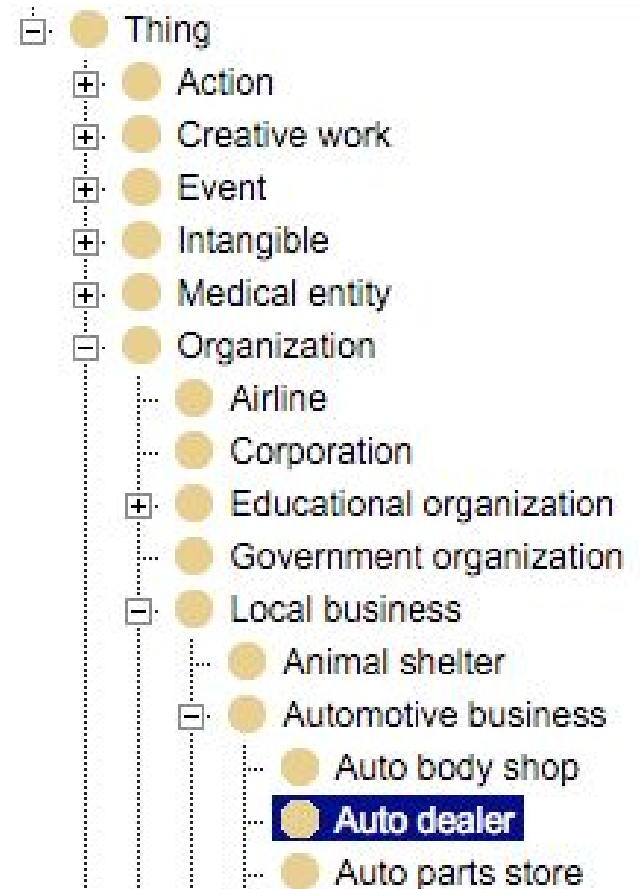 Thing
Action
Creative work
Event
Intangible
Medical entity
Organization
Airline
Corporation
Educational organization
Government organization
Local business
Animal shelter
Automotive business
Auto body shop
Auto dealer
Auto parts store